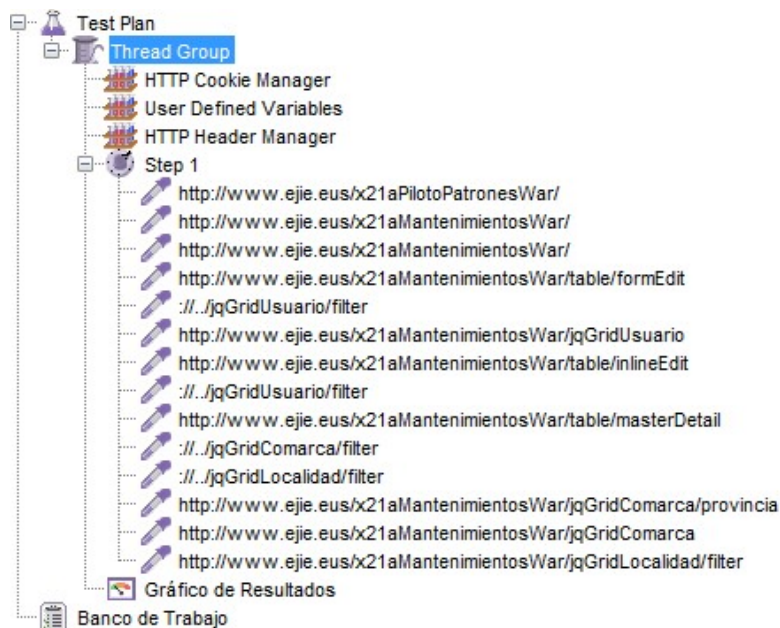 Test Plan
Thread Group
HTTP Cookie Manager
User Defined Variables
HTTP Header Manager
Step 1
http://www.ejie.eus/x21aPilotoPatronesWar/
http://www.ejie.eus/x21aMantenimientosWar/
http://www.ejie.eus/x21aMantenimientosWar/
http://www.ejie.eus/x21aMantenimientosWar/table/formEdit
://../jqGridUsuario/filter
http://www.ejie.eus/x21aMantenimientosWar/jqGridUsuario
http://www.ejie.eus/x21aMantenimientosWar/table/inlineEdit
://../jqGridUsuario/filter
http://www.ejie.eus/x21aMantenimientosWar/table/masterDetail
://../jqGridComarca/filter
://../jqGridLocalidad/filter
http://www.ejie.eus/x21aMantenimientosWar/jqGridComarca/provincia
http://www.ejie.eus/x21aMantenimientosWar/jqGridComarca
http://www.ejie.eus/x21aMantenimientosWar/jqGridLocalidad/filter
Gráfico de Resultados
Banco de Trabajo